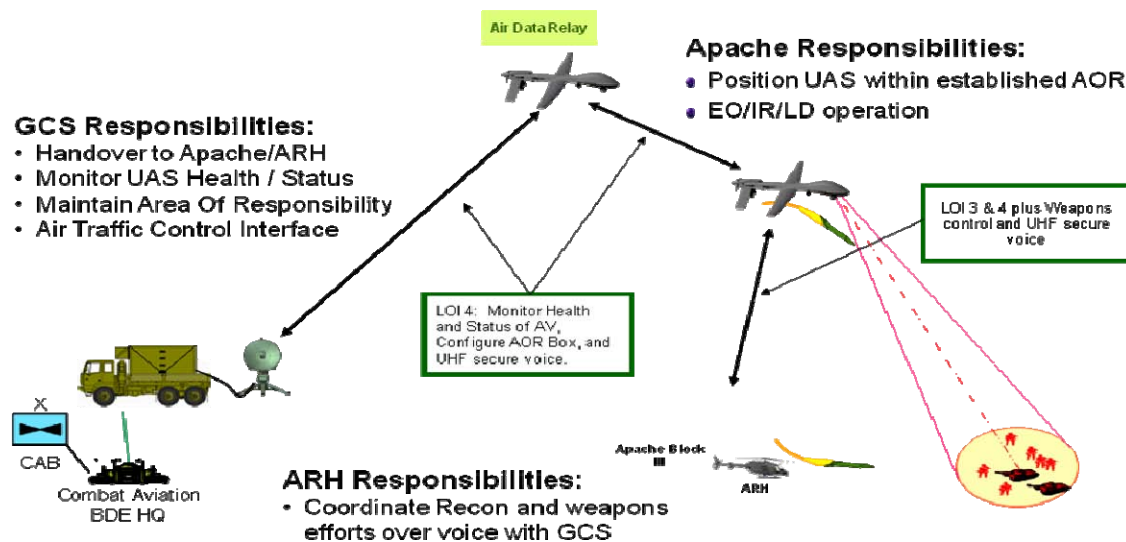 Air Data Relay
Apache Responsibilities:
• Position UAS within established AOR
• EO/IR/LD operation
GCS Responsibilities:
• Handover to Apache/ARH
• Monitor UAS Health / Status
• Maintain Area Of Responsibility
• Air Traffic Control Interface
LOI 3 & 4 plus Weapons
control and UHF secure
voice
LOI 4: Monitor Health
and Status of AV,
Configure AOR Box, and
UHF secure voice.
X
CAB
Combat Aviation
BDE HQ
Apache Block
III
ARH
ARH Responsibilities:
• Coordinate Recon and weapons
efforts over voice with GCS